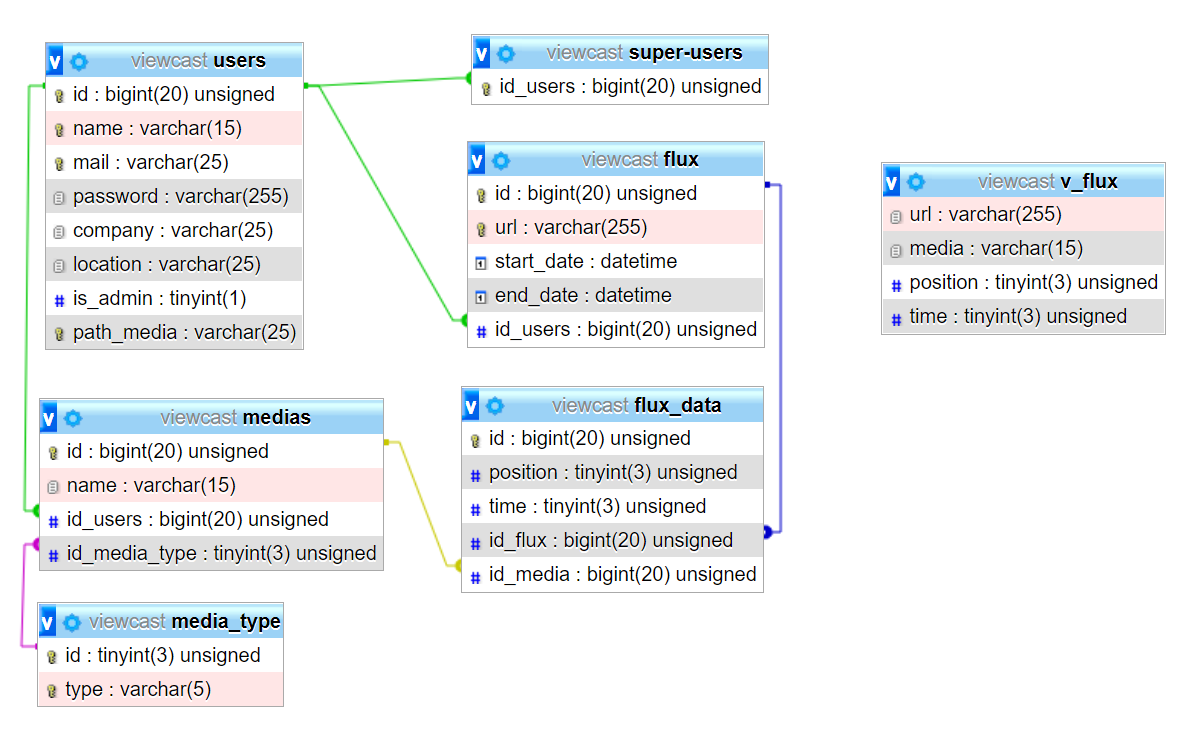 v viewcast users
id : bigint(20) unsigned
name : varchar(15)
mail : varchar(25)
password : varchar(255)
company : varchar(25)
location : varchar(25)
# is_admin : tinyint(1)
path_media : varchar(25)
v viewcast super-users
id_users : bigint(20) unsigned
v viewcast flux
id : bigint(20) unsigned
url : varchar(255)
start_date : datetime
end_date : datetime
# id_users : bigint(20) unsigned
v viewcast v_flux
url : varchar(255)
media : varchar(15)
# position : tinyint(3) unsigned
# time : tinyint(3) unsigned
v viewcast medias
id : bigint(20) unsigned
name : varchar(15)
# id_users : bigint(20) unsigned
# id_media_type : tinyint(3) unsigned
v viewcast flux_data
id : bigint(20) unsigned
# position : tinyint(3) unsigned
# time : tinyint(3) unsigned
# id_flux : bigint(20) unsigned
# id_media : bigint(20) unsigned
v viewcast media_type
id : tinyint(3) unsigned
type : varchar(5)